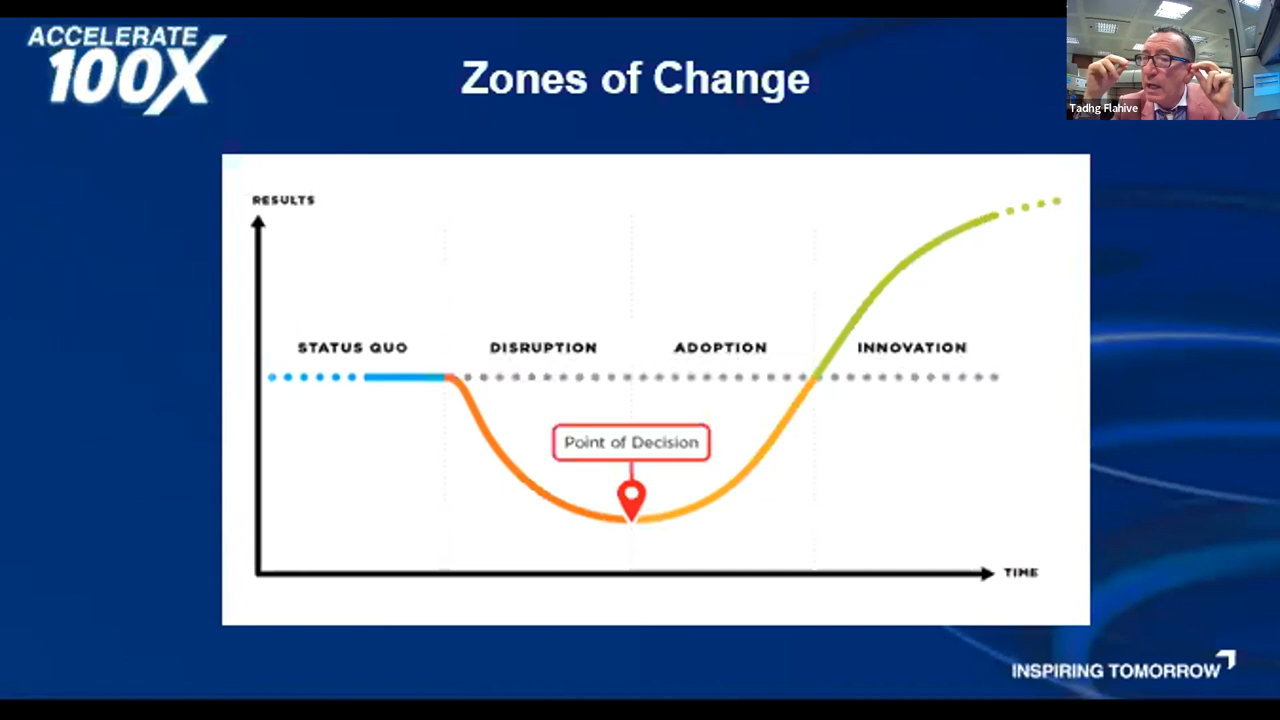 ACCELERATE
100X
Zones of Change
Tadhg Flahive
RESULTS
STATUS QUO
DISRUPTION
ADOPTION
INNOVATION
Point of Decision
TIME
INSPIRING TOMORROW